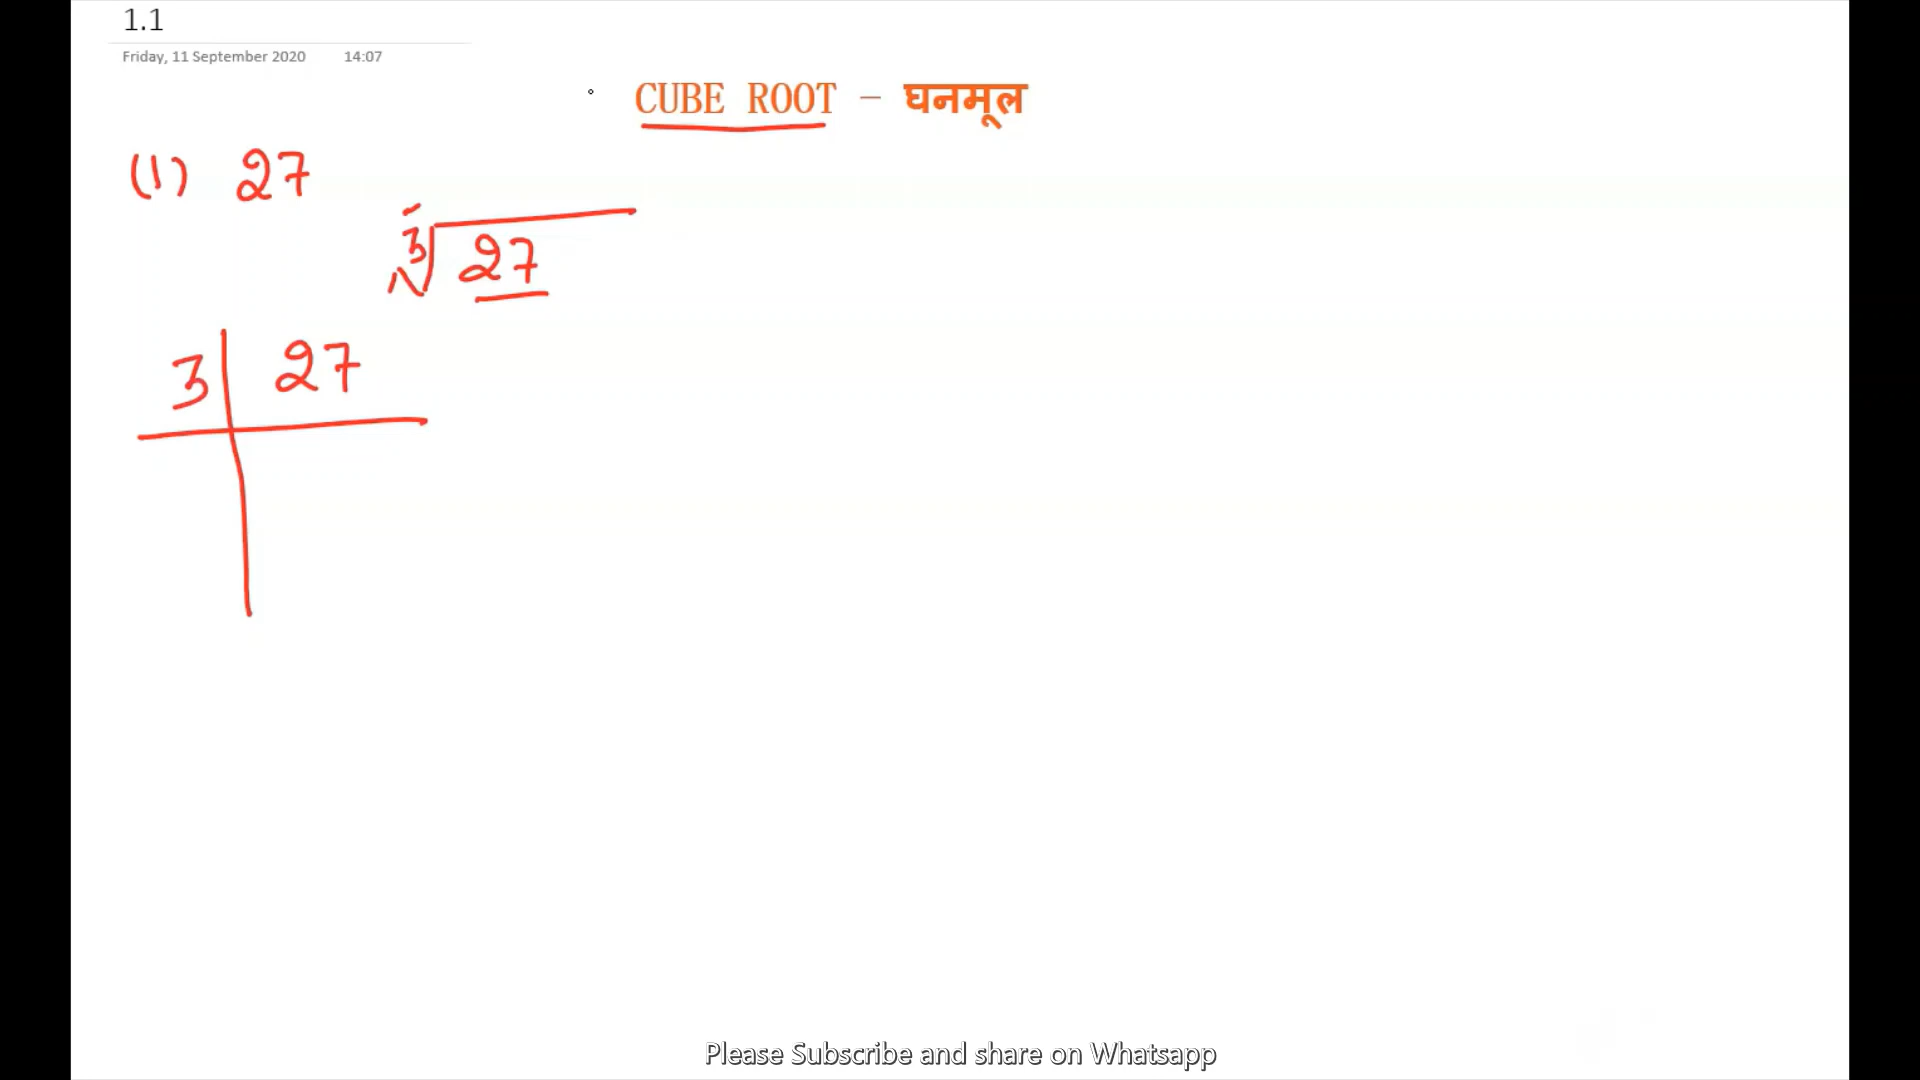 1.1
Friday, 11 September 2020 14:07
CUBE ROOT - घनमूल
(1) 27
3√27
3 | 27
Please Subscribe and share on Whatsapp